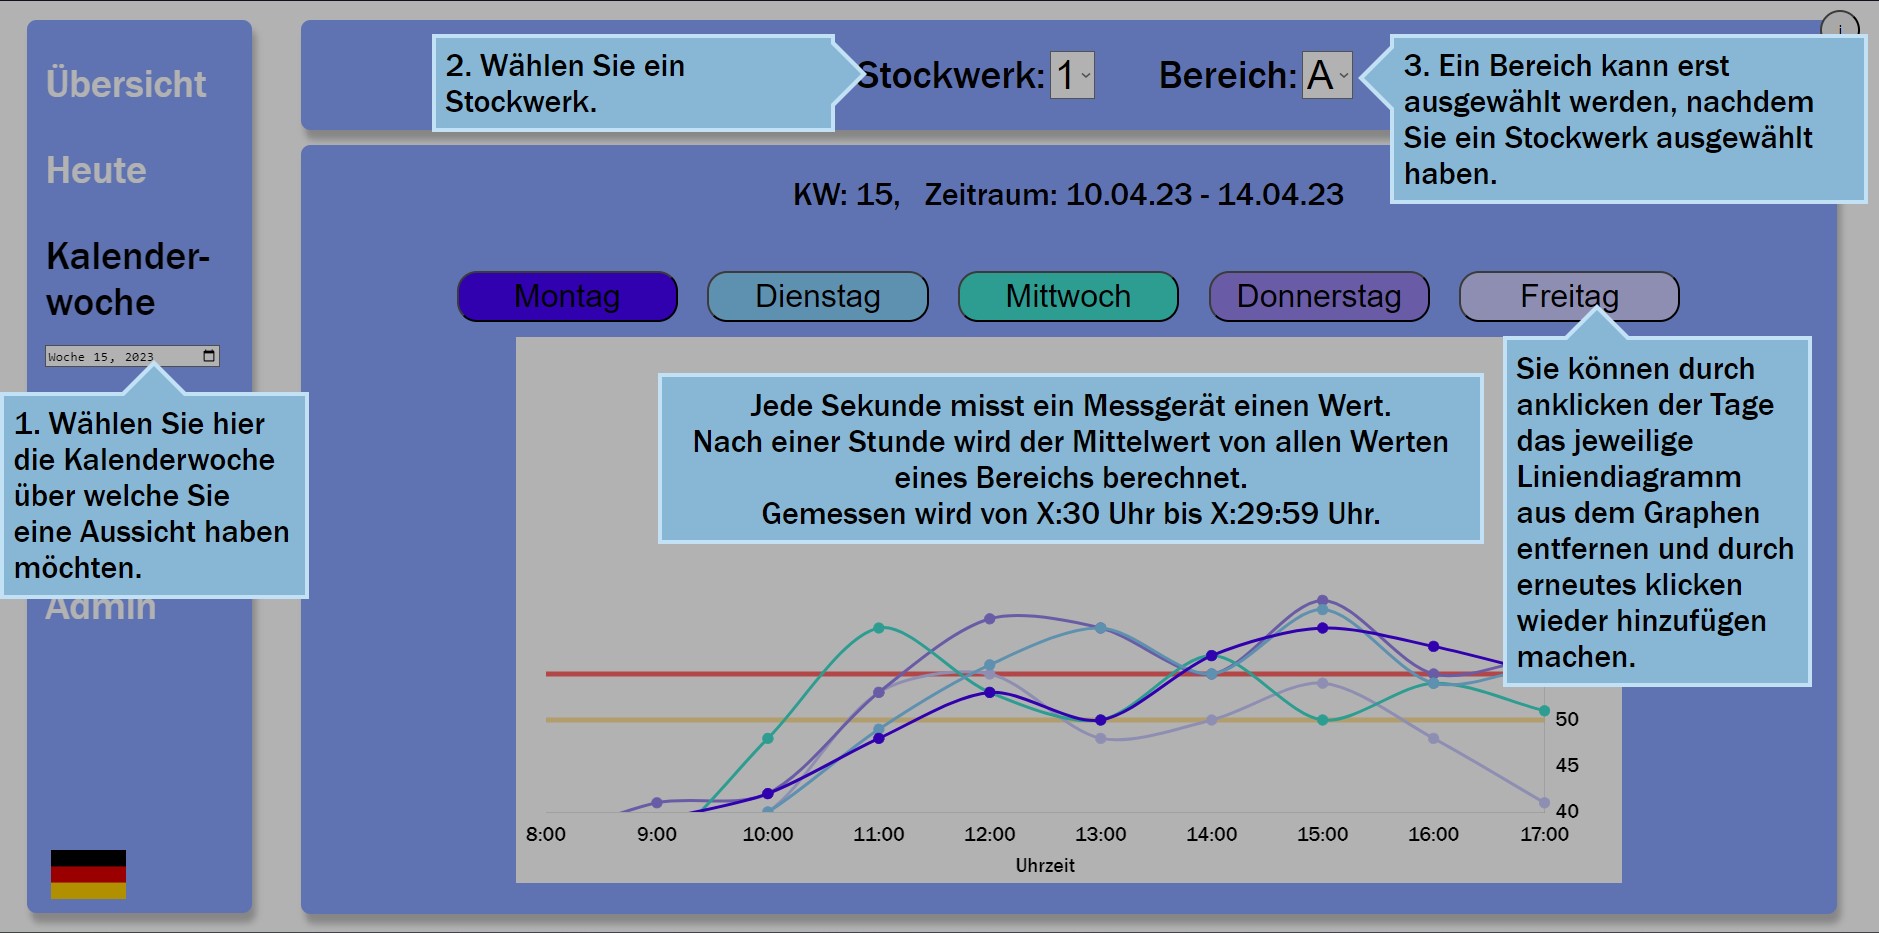 i
2. Wählen Sie ein
Stockwerk.
Stockwerk: 1
Bereich: A
3. Ein Bereich kann erst
ausgewählt werden, nachdem
Sie ein Stockwerk ausgewählt
haben.
Übersicht
Heute
Kalender-
woche
Woche 15, 2023
1. Wählen Sie hier
die Kalenderwoche
über welche Sie
eine Aussicht haben
möchten.
Admin
KW: 15, Zeitraum: 10.04.23 - 14.04.23
Montag Dienstag Mittwoch Donnerstag Freitag
Jede Sekunde misst ein Messgerät einen Wert.
Nach einer Stunde wird der Mittelwert von allen Werten
eines Bereichs berechnet.
Gemessen wird von X:30 Uhr bis X:29:59 Uhr.
Sie können durch
anklicken der Tage
das jeweilige
Liniendiagramm
aus dem Graphen
entfernen und durch
erneutes klicken
wieder hinzufügen
machen.
50
45
40
8:00 9:00 10:00 11:00 12:00 13:00 14:00 15:00 16:00 17:00
Uhrzeit